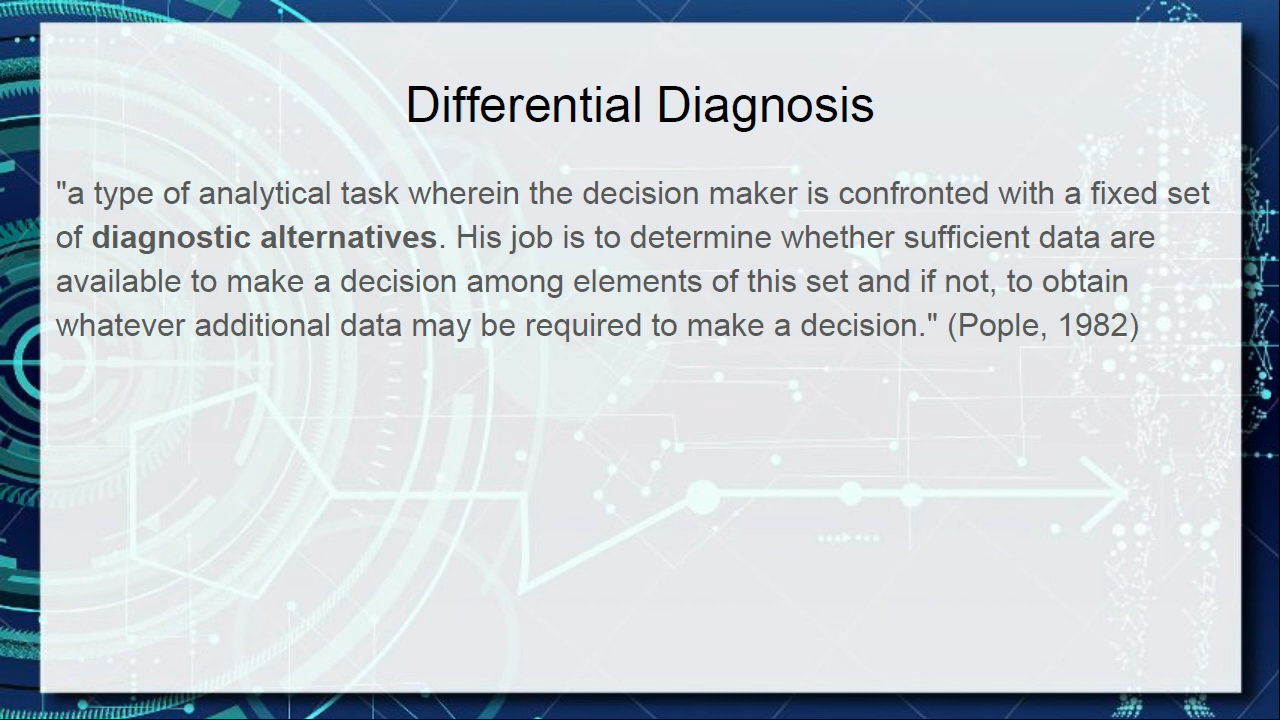 Differential Diagnosis
"a type of analytical task wherein the decision maker is confronted with a fixed set
of diagnostic alternatives. His job is to determine whether sufficient data are
available to make a decision among elements of this set and if not, to obtain
whatever additional data may be required to make a decision." (Pople, 1982)